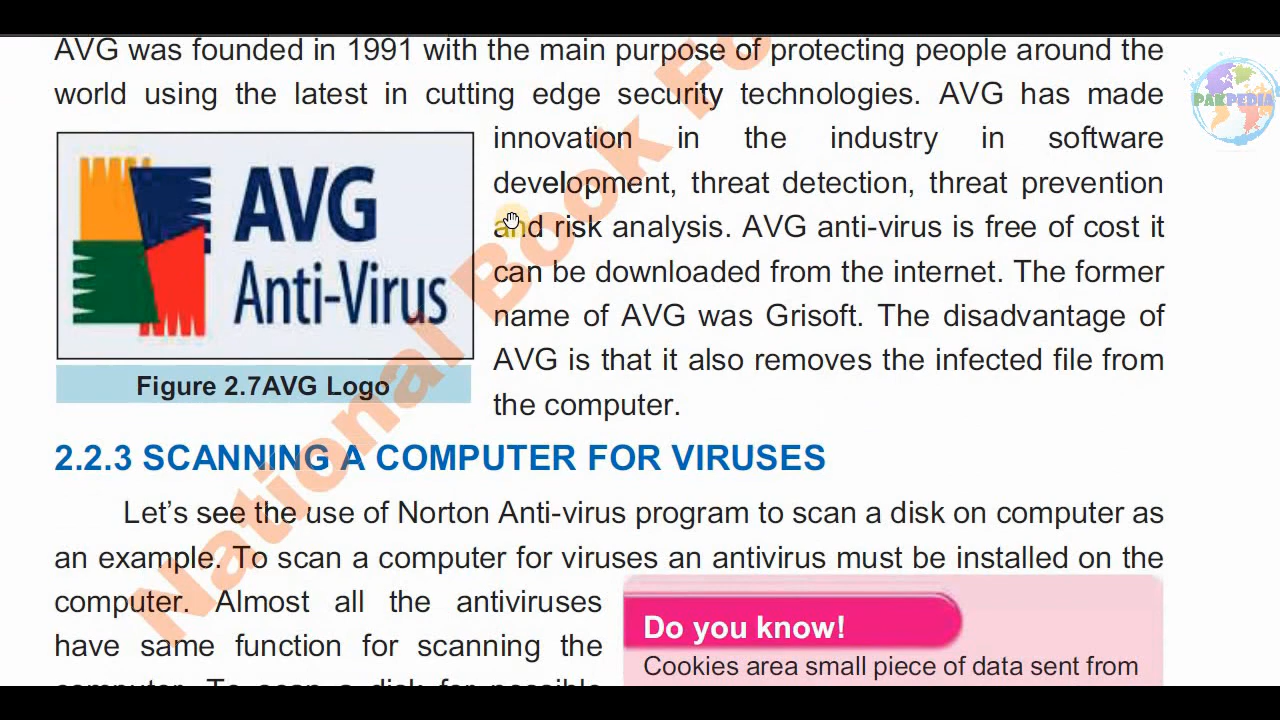 AVG was founded in 1991 with the main purpose of protecting people around the
world using the latest in cutting edge security technologies. AVG has made
innovation in the industry in software
development, threat detection, threat prevention
and risk analysis. AVG anti-virus is free of cost it
can be downloaded from the internet. The former
name of AVG was Grisoft. The disadvantage of
AVG is that it also removes the infected file from
the computer.
AVG
Anti-Virus
Figure 2.7AVG Logo
2.2.3 SCANNING A COMPUTER FOR VIRUSES
Let’s see the use of Norton Anti-virus program to scan a disk on computer as
an example. To scan a computer for viruses an antivirus must be installed on the
computer. Almost all the antiviruses
have same function for scanning the
computer. To scan a disk for possible
Do you know!
Cookies area small piece of data sent from
National Book Fo
PAKPEDIA